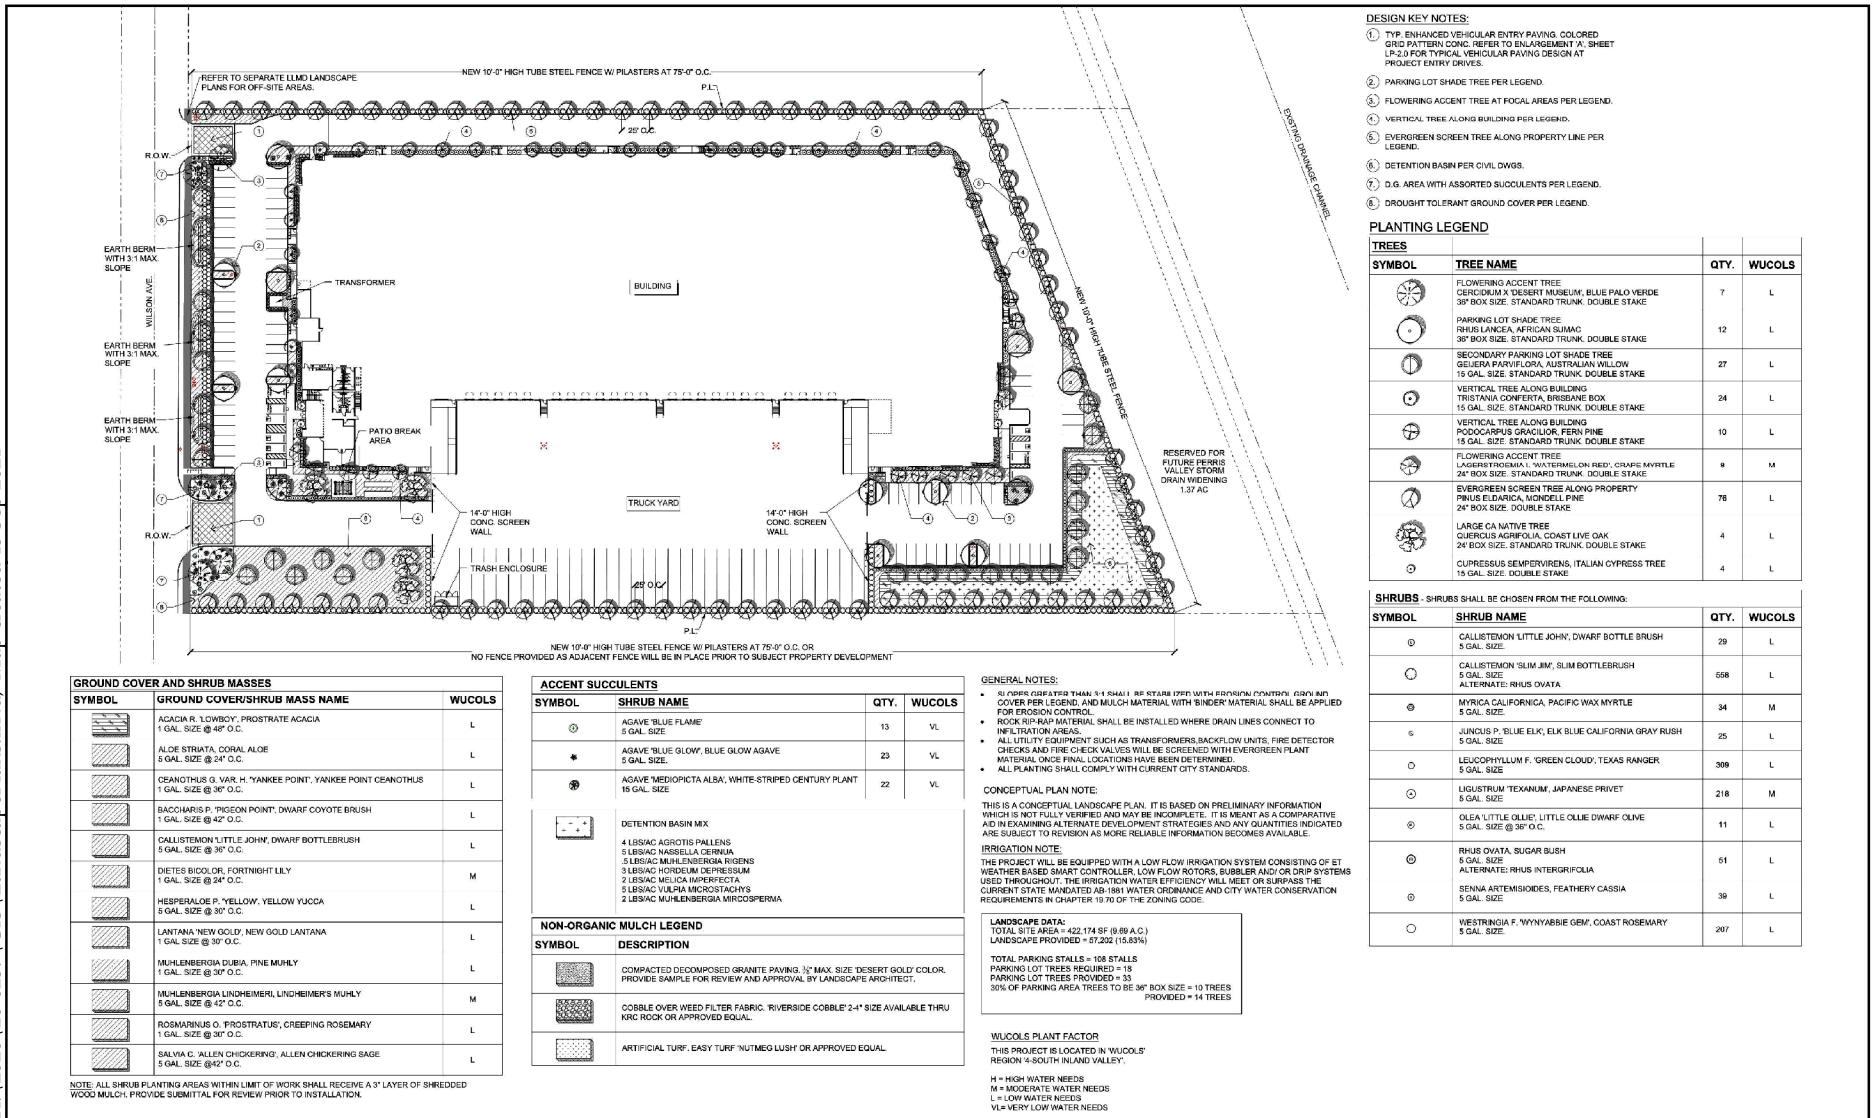 NEW 10'-0" HIGH TUBE STEEL FENCE W/ PILASTERS AT 75'-0" O.C.
REFER TO SEPARATE LLMD LANDSCAPE
PLANS FOR OFF-SITE AREAS.
P.L.
25' O.C.
R.O.W.
EARTH BERM
WITH 3:1 MAX.
SLOPE
WILSON AVE.
TRANSFORMER
BUILDING
EXISTING DRAINAGE CHANNEL
NEW 10'-0" HIGH TUBE STEEL FENCE
EARTH BERM
WITH 3:1 MAX.
SLOPE
EARTH BERM
WITH 3:1 MAX.
SLOPE
PATIO BREAK
AREA
RESERVED FOR
FUTURE PERRIS
VALLEY STORM
DRAIN WIDENING
1.37 AC
TRUCK YARD
14'-0" HIGH
CONC. SCREEN
WALL
14'-0" HIGH
CONC. SCREEN
WALL
R.O.W.
TRASH ENCLOSURE
25' O.C.
P.L.
NEW 10'-0" HIGH TUBE STEEL FENCE W/ PILASTERS AT 75'-0" O.C. OR
NO FENCE PROVIDED AS ADJACENT FENCE WILL BE IN PLACE PRIOR TO SUBJECT PROPERTY DEVELOPMENT
DESIGN KEY NOTES:
1. TYP. ENHANCED VEHICULAR ENTRY PAVING. COLORED
GRID PATTERN CONC. REFER TO ENLARGEMENT 'A', SHEET
LP-2.0 FOR TYPICAL VEHICULAR PAVING DESIGN AT
PROJECT ENTRY DRIVES.
2. PARKING LOT SHADE TREE PER LEGEND.
3. FLOWERING ACCENT TREE AT FOCAL AREAS PER LEGEND.
4. VERTICAL TREE ALONG BUILDING PER LEGEND.
5. EVERGREEN SCREEN TREE ALONG PROPERTY LINE PER
LEGEND.
6. DETENTION BASIN PER CIVIL DWGS.
7. D.G. AREA WITH ASSORTED SUCCULENTS PER LEGEND.
8. DROUGHT TOLERANT GROUND COVER PER LEGEND.
PLANTING LEGEND
TREES
SYMBOL TREE NAME QTY. WUCOLS
FLOWERING ACCENT TREE
CERCIDIUM X 'DESERT MUSEUM', BLUE PALO VERDE 7 L
36" BOX SIZE. STANDARD TRUNK. DOUBLE STAKE
PARKING LOT SHADE TREE
RHUS LANCEA, AFRICAN SUMAC 12 L
36" BOX SIZE. STANDARD TRUNK. DOUBLE STAKE
SECONDARY PARKING LOT SHADE TREE
GEIJERA PARVIFLORA, AUSTRALIAN WILLOW 27 L
15 GAL. SIZE. STANDARD TRUNK. DOUBLE STAKE
VERTICAL TREE ALONG BUILDING
TRISTANIA CONFERTA, BRISBANE BOX 24 L
15 GAL. SIZE. STANDARD TRUNK. DOUBLE STAKE
VERTICAL TREE ALONG BUILDING
PODOCARPUS GRACILIOR, FERN PINE 10 L
15 GAL. SIZE. STANDARD TRUNK. DOUBLE STAKE
FLOWERING ACCENT TREE
LAGERSTROEMIA I. 'WATERMELON RED', CRAPE MYRTLE 9 M
24" BOX SIZE. STANDARD TRUNK. DOUBLE STAKE
EVERGREEN SCREEN TREE ALONG PROPERTY
PINUS ELDARICA, MONDELL PINE 76 L
24" BOX SIZE. DOUBLE STAKE
LARGE CA NATIVE TREE
QUERCUS AGRIFOLIA, COAST LIVE OAK 4 L
24' BOX SIZE. STANDARD TRUNK. DOUBLE STAKE
CUPRESSUS SEMPERVIRENS, ITALIAN CYPRESS TREE 4 L
15 GAL. SIZE. DOUBLE STAKE
SHRUBS - SHRUBS SHALL BE CHOSEN FROM THE FOLLOWING:
SYMBOL SHRUB NAME QTY. WUCOLS
CALLISTEMON 'LITTLE JOHN', DWARF BOTTLE BRUSH 29 L
5 GAL. SIZE.
CALLISTEMON 'SLIM JIM', SLIM BOTTLEBRUSH
5 GAL. SIZE 558 L
ALTERNATE: RHUS OVATA
MYRICA CALIFORNICA, PACIFIC WAX MYRTLE 34 M
5 GAL. SIZE.
JUNCUS P. 'BLUE ELK', ELK BLUE CALIFORNIA GRAY RUSH 25 L
5 GAL. SIZE
LEUCOPHYLLUM F. 'GREEN CLOUD', TEXAS RANGER 309 L
5 GAL. SIZE
LIGUSTRUM 'TEXANUM', JAPANESE PRIVET 218 M
5 GAL. SIZE
OLEA 'LITTLE OLLIE', LITTLE OLLIE DWARF OLIVE 11 L
5 GAL. SIZE @ 36" O.C.
RHUS OVATA, SUGAR BUSH
5 GAL. SIZE 51 L
ALTERNATE: RHUS INTERGRIFOLIA
SENNA ARTEMISIOIDES, FEATHERY CASSIA 39 L
5 GAL. SIZE
WESTRINGIA F. 'WYNYABBIE GEM', COAST ROSEMARY 207 L
5 GAL. SIZE.
GROUND COVER AND SHRUB MASSES
SYMBOL GROUND COVER/SHRUB MASS NAME WUCOLS
ACACIA R. 'LOWBOY', PROSTRATE ACACIA L
1 GAL. SIZE @ 48" O.C.
ALOE STRIATA, CORAL ALOE L
5 GAL. SIZE @ 24" O.C.
CEANOTHUS G. VAR. H. 'YANKEE POINT', YANKEE POINT CEANOTHUS L
1 GAL. SIZE @ 36" O.C.
BACCHARIS P. 'PIGEON POINT', DWARF COYOTE BRUSH L
1 GAL. SIZE @ 42" O.C.
CALLISTEMON 'LITTLE JOHN', DWARF BOTTLEBRUSH L
5 GAL. SIZE @ 36" O.C.
DIETES BICOLOR, FORTNIGHT LILY M
1 GAL. SIZE @ 24" O.C.
HESPERALOE P. 'YELLOW', YELLOW YUCCA L
5 GAL. SIZE @ 30" O.C.
LANTANA 'NEW GOLD', NEW GOLD LANTANA L
1 GAL SIZE @ 30" O.C.
MUHLENBERGIA DUBIA, PINE MUHLY L
1 GAL. SIZE @ 30" O.C.
MUHLENBERGIA LINDHEIMERI, LINDHEIMER'S MUHLY M
5 GAL. SIZE @ 42" O.C.
ROSMARINUS O. 'PROSTRATUS', CREEPING ROSEMARY L
1 GAL. SIZE @ 30" O.C.
SALVIA C. 'ALLEN CHICKERING', ALLEN CHICKERING SAGE L
5 GAL. SIZE @42" O.C.
NOTE: ALL SHRUB PLANTING AREAS WITHIN LIMIT OF WORK SHALL RECEIVE A 3" LAYER OF SHREDDED
WOOD MULCH. PROVIDE SUBMITTAL FOR REVIEW PRIOR TO INSTALLATION.
ACCENT SUCCULENTS
SYMBOL SHRUB NAME QTY. WUCOLS
AGAVE 'BLUE FLAME' 13 VL
5 GAL. SIZE
AGAVE 'BLUE GLOW', BLUE GLOW AGAVE 23 VL
5 GAL. SIZE.
AGAVE 'MEDIOPICTA ALBA', WHITE-STRIPED CENTURY PLANT 22 VL
15 GAL. SIZE
DETENTION BASIN MIX
4 LBS/AC AGROTIS PALLENS
5 LBS/AC NASSELLA CERNUA
.5 LBS/AC MUHLENBERGIA RIGENS
3 LBS/AC HORDEUM DEPRESSUM
2 LBS/AC MELICA IMPERFECTA
5 LBS/AC VULPIA MICROSTACHYS
2 LBS/AC MUHLENBERGIA MIRCOSPERMA
NON-ORGANIC MULCH LEGEND
SYMBOL DESCRIPTION
COMPACTED DECOMPOSED GRANITE PAVING. 3/8" MAX. SIZE 'DESERT GOLD' COLOR.
PROVIDE SAMPLE FOR REVIEW AND APPROVAL BY LANDSCAPE ARCHITECT.
COBBLE OVER WEED FILTER FABRIC. 'RIVERSIDE COBBLE' 2-4" SIZE AVAILABLE THRU
KRC ROCK OR APPROVED EQUAL.
ARTIFICIAL TURF. EASY TURF 'NUTMEG LUSH' OR APPROVED EQUAL.
GENERAL NOTES:
• SLOPES GREATER THAN 3:1 SHALL BE STABILIZED WITH EROSION CONTROL GROUND
COVER PER LEGEND, AND MULCH MATERIAL WITH 'BINDER' MATERIAL SHALL BE APPLIED
FOR EROSION CONTROL.
• ROCK RIP-RAP MATERIAL SHALL BE INSTALLED WHERE DRAIN LINES CONNECT TO
INFILTRATION AREAS.
• ALL UTILITY EQUIPMENT SUCH AS TRANSFORMERS,BACKFLOW UNITS, FIRE DETECTOR
CHECKS AND FIRE CHECK VALVES WILL BE SCREENED WITH EVERGREEN PLANT
MATERIAL ONCE FINAL LOCATIONS HAVE BEEN DETERMINED.
• ALL PLANTING SHALL COMPLY WITH CURRENT CITY STANDARDS.
CONCEPTUAL PLAN NOTE:
THIS IS A CONCEPTUAL LANDSCAPE PLAN. IT IS BASED ON PRELIMINARY INFORMATION
WHICH IS NOT FULLY VERIFIED AND MAY BE INCOMPLETE. IT IS MEANT AS A COMPARATIVE
AID IN EXAMINING ALTERNATE DEVELOPMENT STRATEGIES AND ANY QUANTITIES INDICATED
ARE SUBJECT TO REVISION AS MORE RELIABLE INFORMATION BECOMES AVAILABLE.
IRRIGATION NOTE:
THE PROJECT WILL BE EQUIPPED WITH A LOW FLOW IRRIGATION SYSTEM CONSISTING OF ET
WEATHER BASED SMART CONTROLLER, LOW FLOW ROTORS, BUBBLER AND/ OR DRIP SYSTEMS
USED THROUGHOUT. THE IRRIGATION WATER EFFICIENCY WILL MEET OR SURPASS THE
CURRENT STATE MANDATED AB-1881 WATER ORDINANCE AND CITY WATER CONSERVATION
REQUIREMENTS IN CHAPTER 19.70 OF THE ZONING CODE.
LANDSCAPE DATA:
TOTAL SITE AREA = 422,174 SF (9.69 A.C.)
LANDSCAPE PROVIDED = 57,202 (15.83%)
TOTAL PARKING STALLS = 108 STALLS
PARKING LOT TREES REQUIRED = 18
PARKING LOT TREES PROVIDED = 33
30% OF PARKING AREA TREES TO BE 36" BOX SIZE = 10 TREES
PROVIDED = 14 TREES
WUCOLS PLANT FACTOR
THIS PROJECT IS LOCATED IN 'WUCOLS'
REGION '4-SOUTH INLAND VALLEY'.
H = HIGH WATER NEEDS
M = MODERATE WATER NEEDS
L = LOW WATER NEEDS
VL= VERY LOW WATER NEEDS